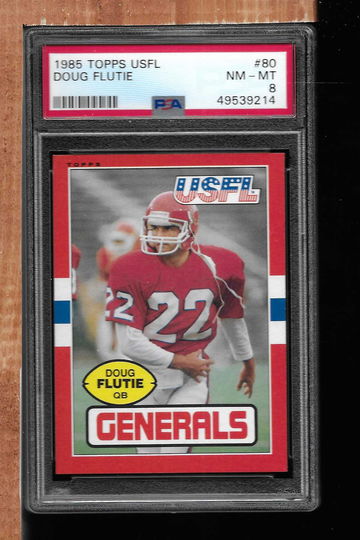 1985 TOPPS USFL #80
DOUG FLUTIE NM - MT
8
PSA 49539214
TOPPS
USFL
22
DOUG
FLUTIE
QB
GENERALS